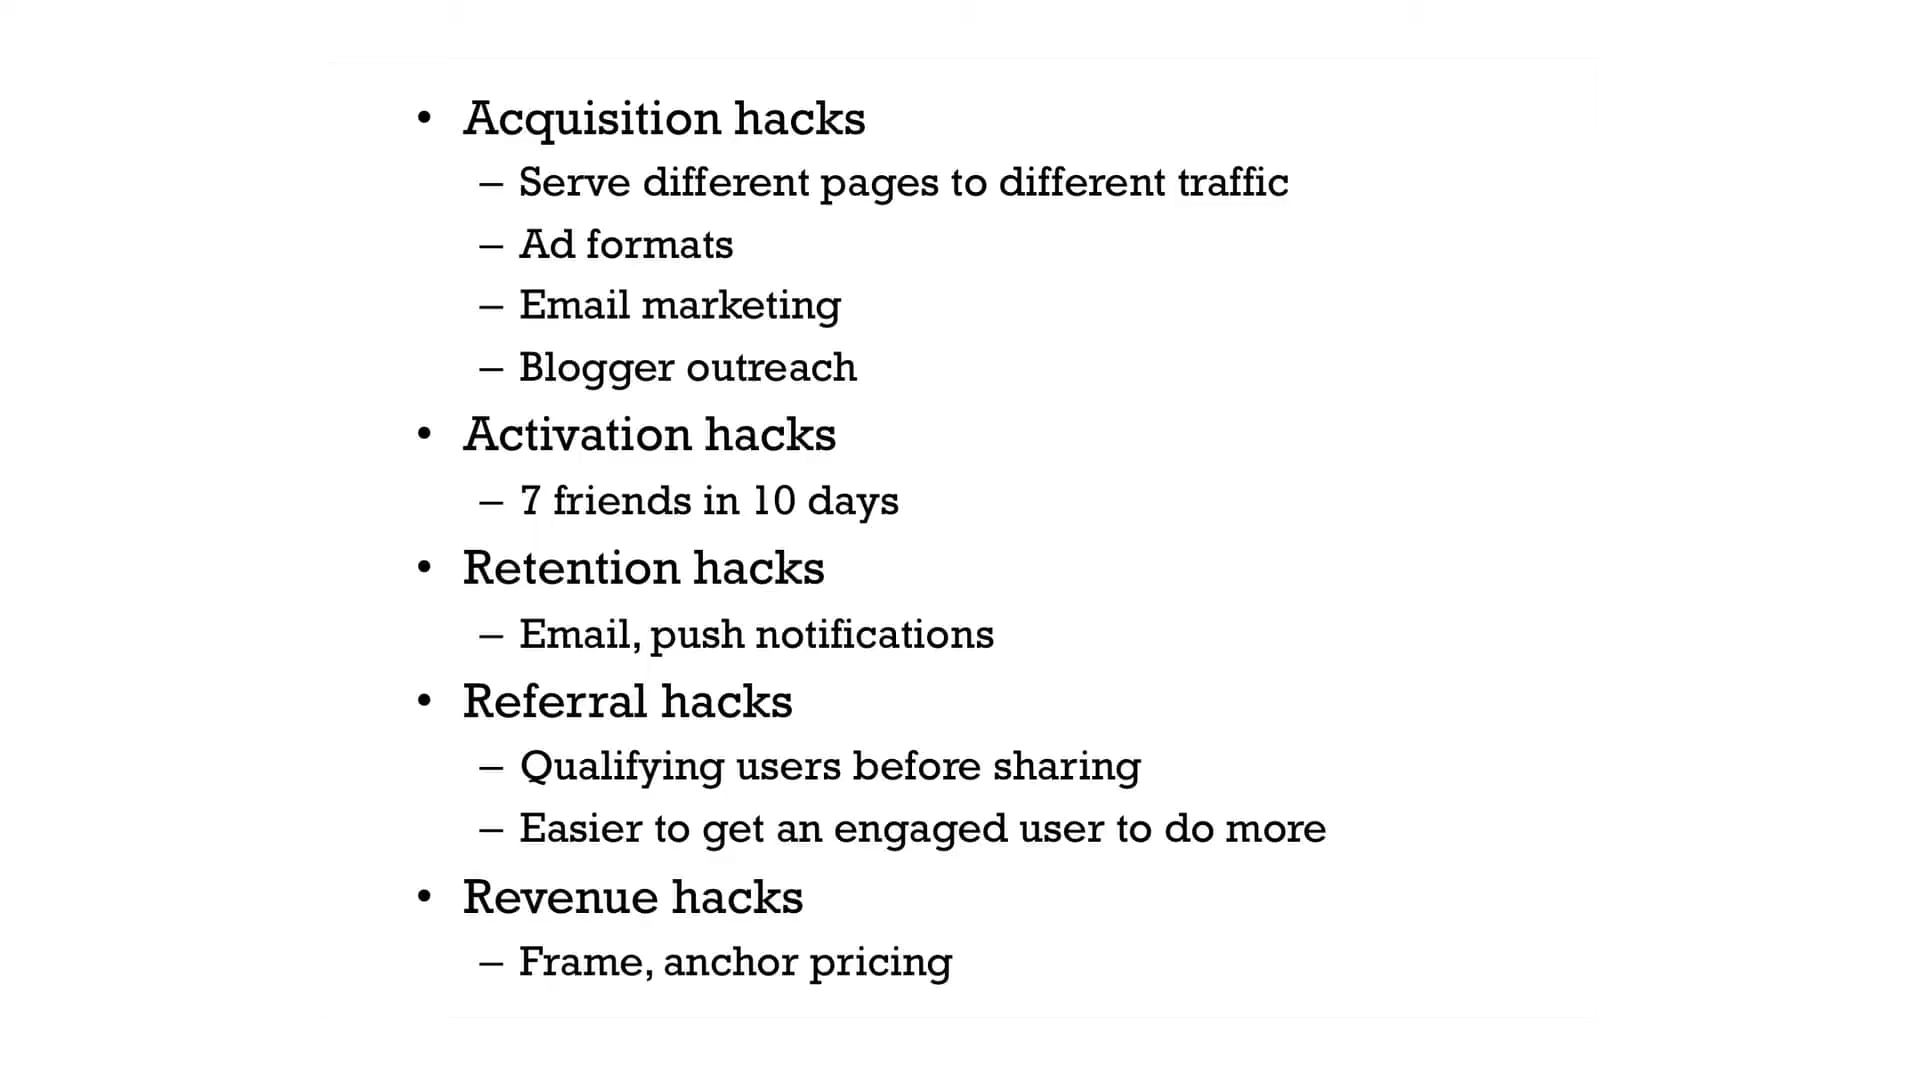 • Acquisition hacks
– Serve different pages to different traffic
– Ad formats
– Email marketing
– Blogger outreach
• Activation hacks
– 7 friends in 10 days
• Retention hacks
– Email, push notifications
• Referral hacks
– Qualifying users before sharing
– Easier to get an engaged user to do more
• Revenue hacks
– Frame, anchor pricing